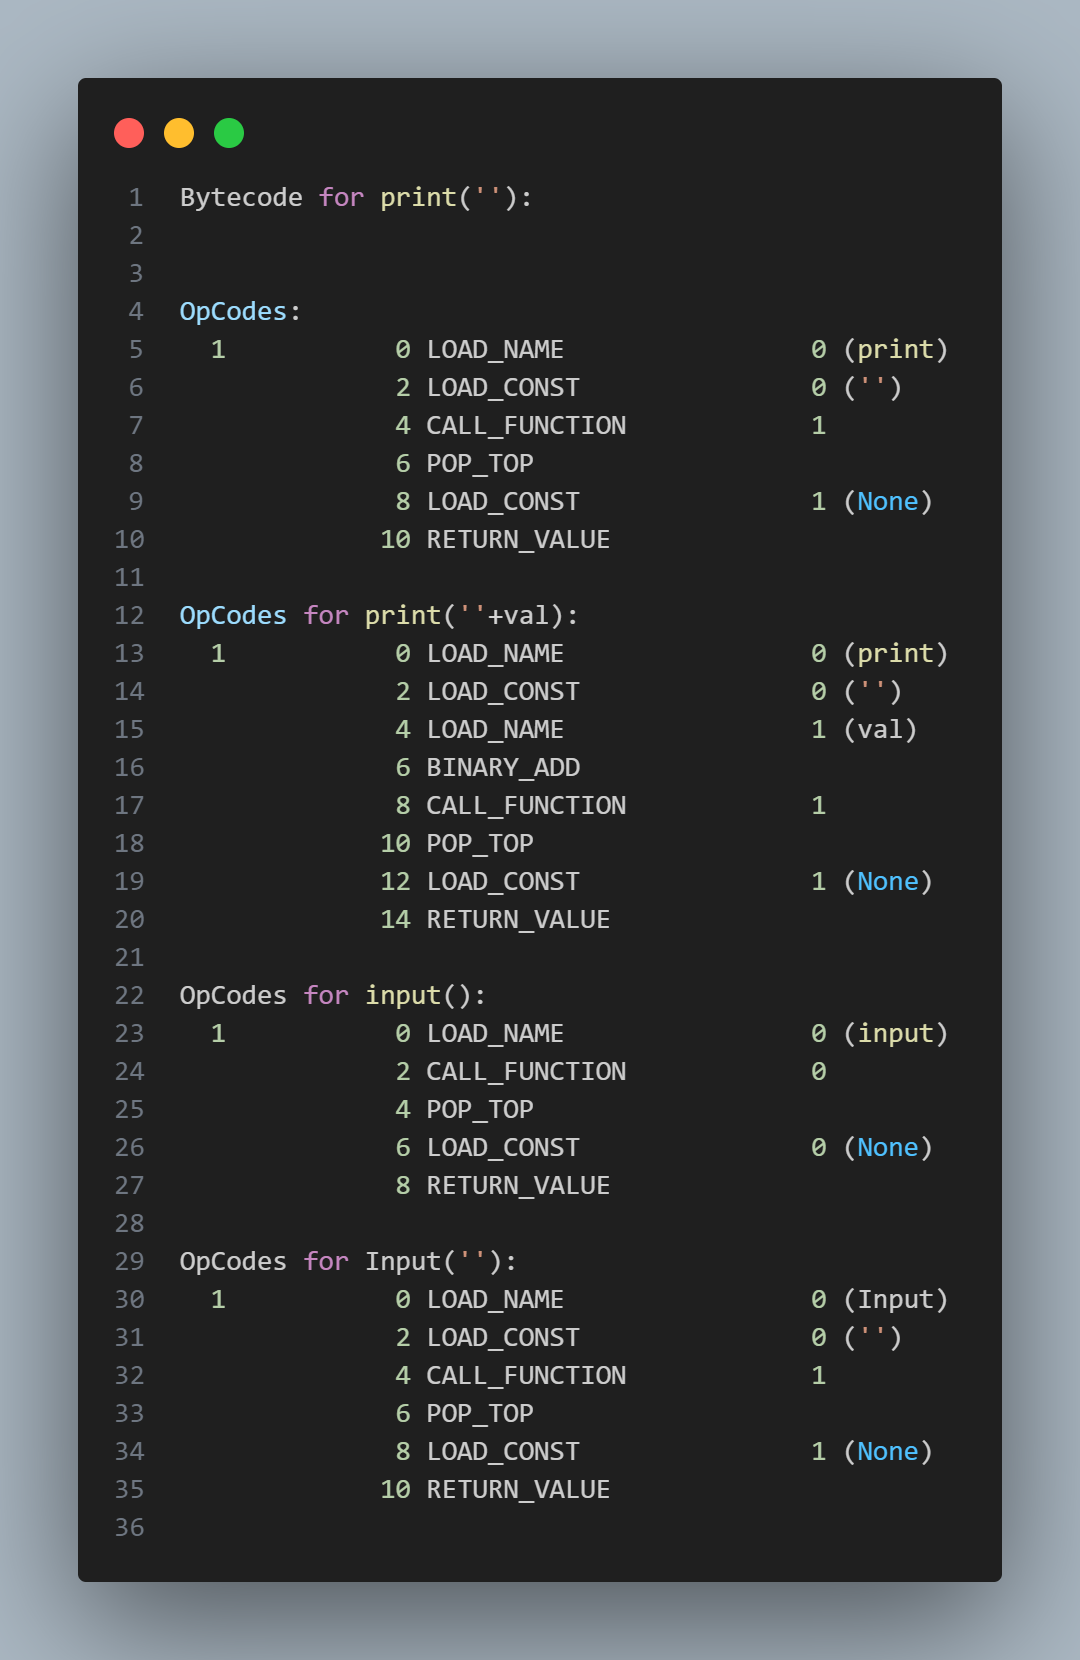 1 Bytecode for print(''):
2
3
4 OpCodes:
5   1           0 LOAD_NAME                0 (print)
6               2 LOAD_CONST               0 ('')
7               4 CALL_FUNCTION            1
8               6 POP_TOP
9               8 LOAD_CONST               1 (None)
10             10 RETURN_VALUE
11
12 OpCodes for print(''+val):
13   1           0 LOAD_NAME                0 (print)
14               2 LOAD_CONST               0 ('')
15               4 LOAD_NAME                1 (val)
16               6 BINARY_ADD
17               8 CALL_FUNCTION            1
18              10 POP_TOP
19              12 LOAD_CONST               1 (None)
20              14 RETURN_VALUE
21
22 OpCodes for input():
23   1           0 LOAD_NAME                0 (input)
24               2 CALL_FUNCTION            0
25               4 POP_TOP
26               6 LOAD_CONST               0 (None)
27               8 RETURN_VALUE
28
29 OpCodes for Input(''):
30   1           0 LOAD_NAME                0 (Input)
31               2 LOAD_CONST               0 ('')
32               4 CALL_FUNCTION            1
33               6 POP_TOP
34               8 LOAD_CONST               1 (None)
35              10 RETURN_VALUE
36